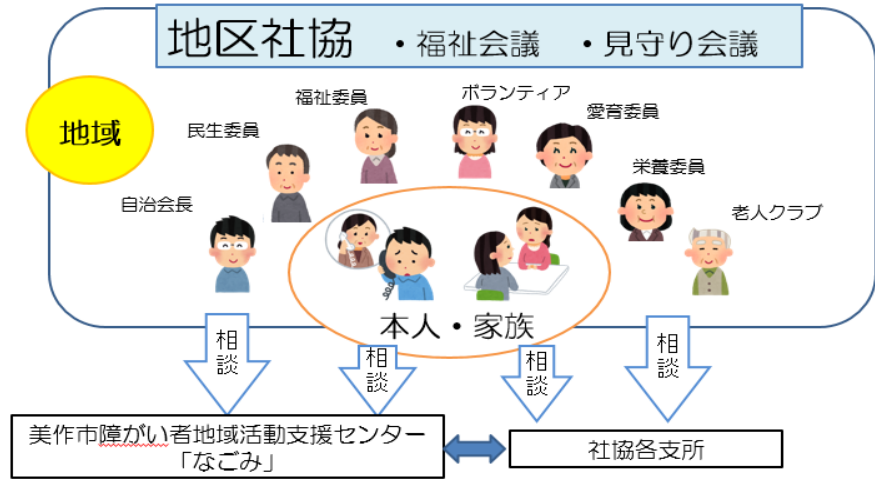 地区社協 ・福祉会議 ・見守り会議
地域
自治会長
民生委員
福祉委員
ボランティア
愛育委員
栄養委員
老人クラブ
本人・家族
相談
相談
相談
相談
美作市障がい者地域活動支援センター
「なごみ」
社協各支所